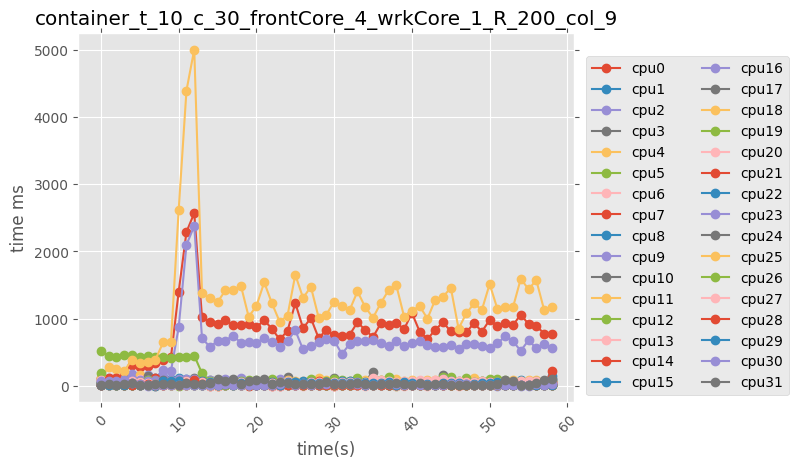 container_t_10_c_30_frontCore_4_wrkCore_1_R_200_col_9
time ms
5000
4000
3000
2000
1000
0
0
10
20
30
40
50
60
time(s)
cpu0
cpu1
cpu2
cpu3
cpu4
cpu5
cpu6
cpu7
cpu8
cpu9
cpu10
cpu11
cpu12
cpu13
cpu14
cpu15
cpu16
cpu17
cpu18
cpu19
cpu20
cpu21
cpu22
cpu23
cpu24
cpu25
cpu26
cpu27
cpu28
cpu29
cpu30
cpu31